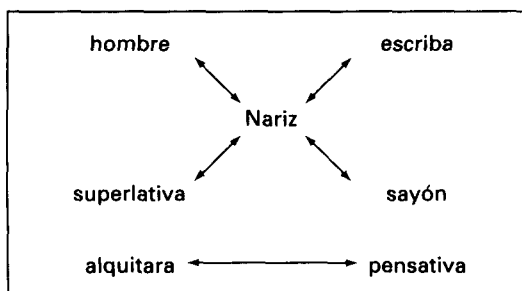 hombre escriba
Nariz
superlativa sayón
alquitara pensativa